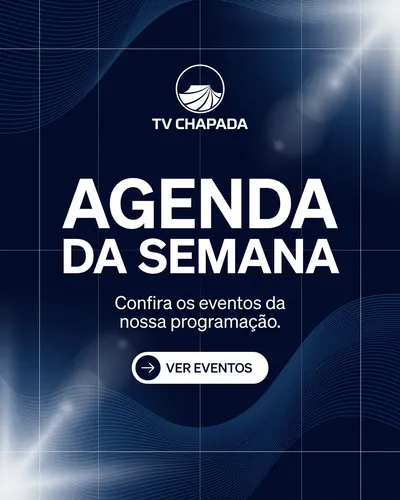 TV CHAPADA
AGENDA
DA SEMANA
Confira os eventos da
nossa programação.
VER EVENTOS